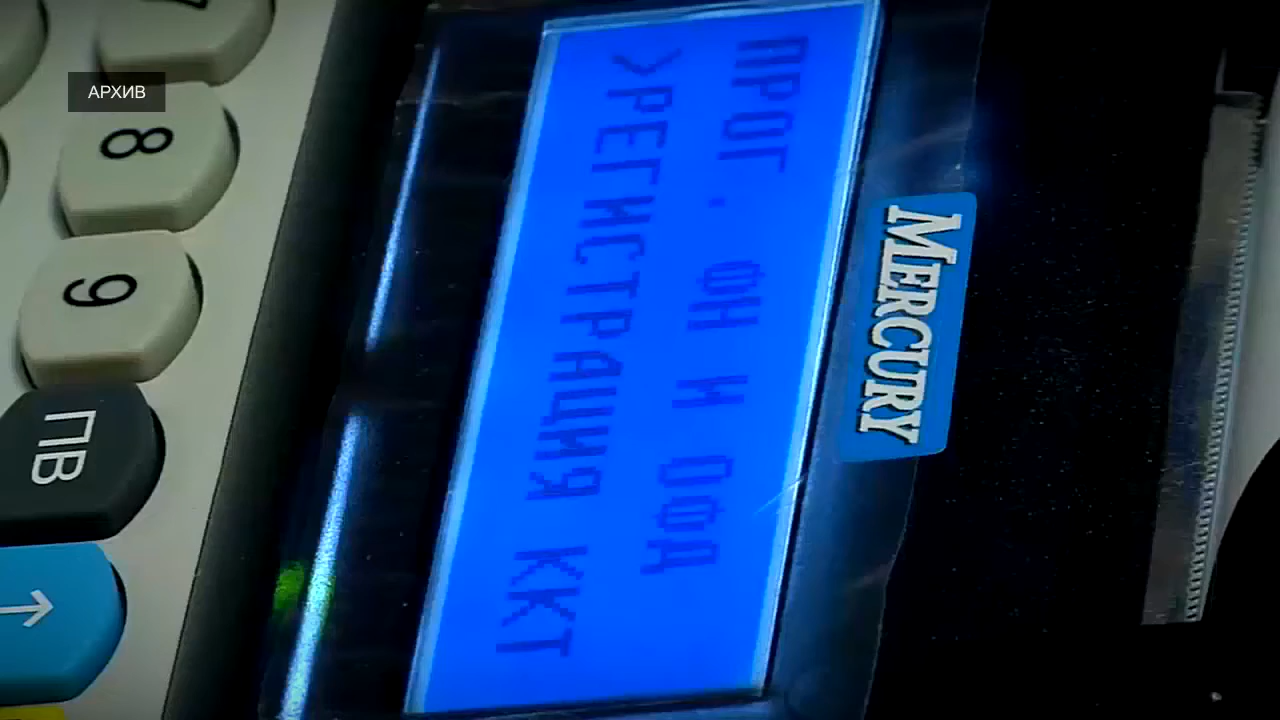 АРХИВ
ПРОГ. ФН И ОФД
>РЕГИСТРАЦИЯ ККТ
MERCURY
8
9
ПВ
→